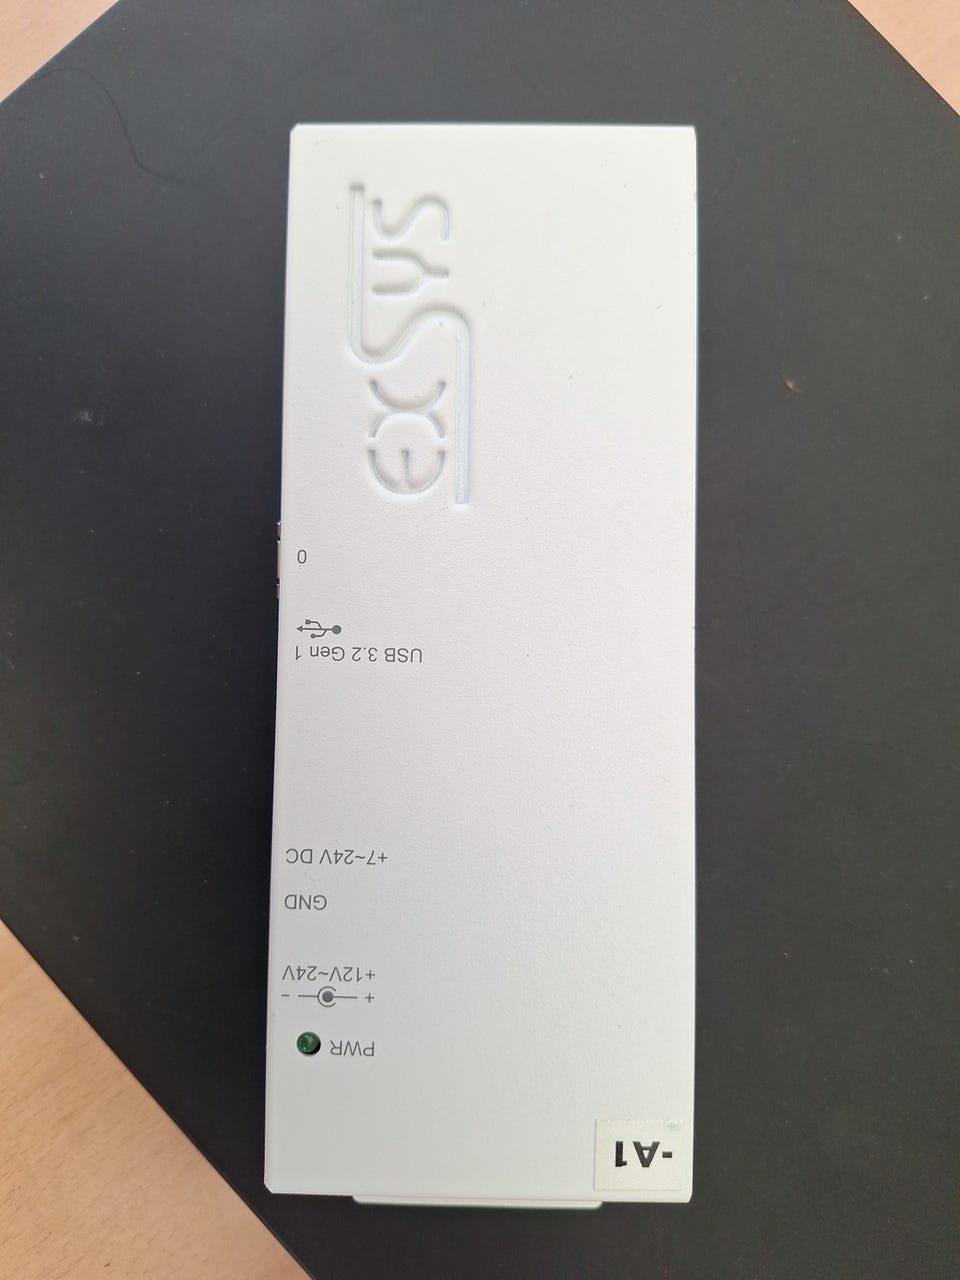 -A1
PWR
+ -
+12V~24V
GND
+7~24V DC
USB 3.2 Gen 1
0
EXSYS